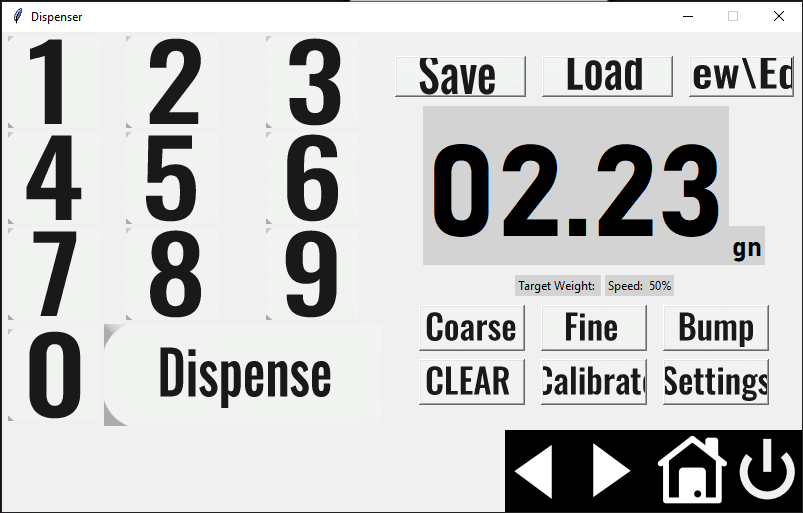 Dispenser
1 2 3
4 5 6
7 8 9
0 Dispense
Save Load ew\Ed
02.23
gn
Target Weight: Speed: 50%
Coarse Fine Bump
CLEAR Calibrat Settings